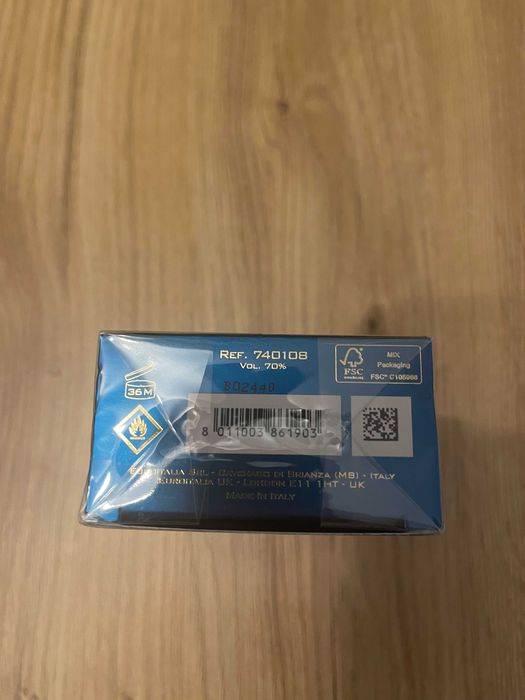 REF. 740108
VOL. 70%
B02440
36 M
FSC
MIX
Packaging
FSC® C105966
8 011003 861903
EUROITALIA SRL - CAVENAGO DI BRIANZA (MB) - ITALY
EUROITALIA UK - LONDON E11 1HT - UK
MADE IN ITALY